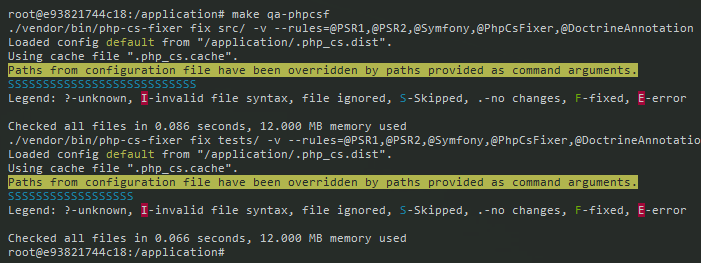 root@e93821744c18:/application# make qa-phpcsf
./vendor/bin/php-cs-fixer fix src/ -v --rules=@PSR1,@PSR2,@Symfony,@PhpCsFixer,@DoctrineAnnotation
Loaded config default from "/application/.php_cs.dist".
Using cache file ".php_cs.cache".
Paths from configuration file have been overridden by paths provided as command arguments.
SSSSSSSSSSSSSSSSSSSSSSSSSSS
Legend: ?-unknown, I-invalid file syntax, file ignored, S-Skipped, .-no changes, F-fixed, E-error
Checked all files in 0.086 seconds, 12.000 MB memory used
./vendor/bin/php-cs-fixer fix tests/ -v --rules=@PSR1,@PSR2,@Symfony,@PhpCsFixer,@DoctrineAnnotatio
Loaded config default from "/application/.php_cs.dist".
Using cache file ".php_cs.cache".
Paths from configuration file have been overridden by paths provided as command arguments.
SSSSSSSSSSSSSSSSSS
Legend: ?-unknown, I-invalid file syntax, file ignored, S-Skipped, .-no changes, F-fixed, E-error
Checked all files in 0.066 seconds, 12.000 MB memory used
root@e93821744c18:/application#